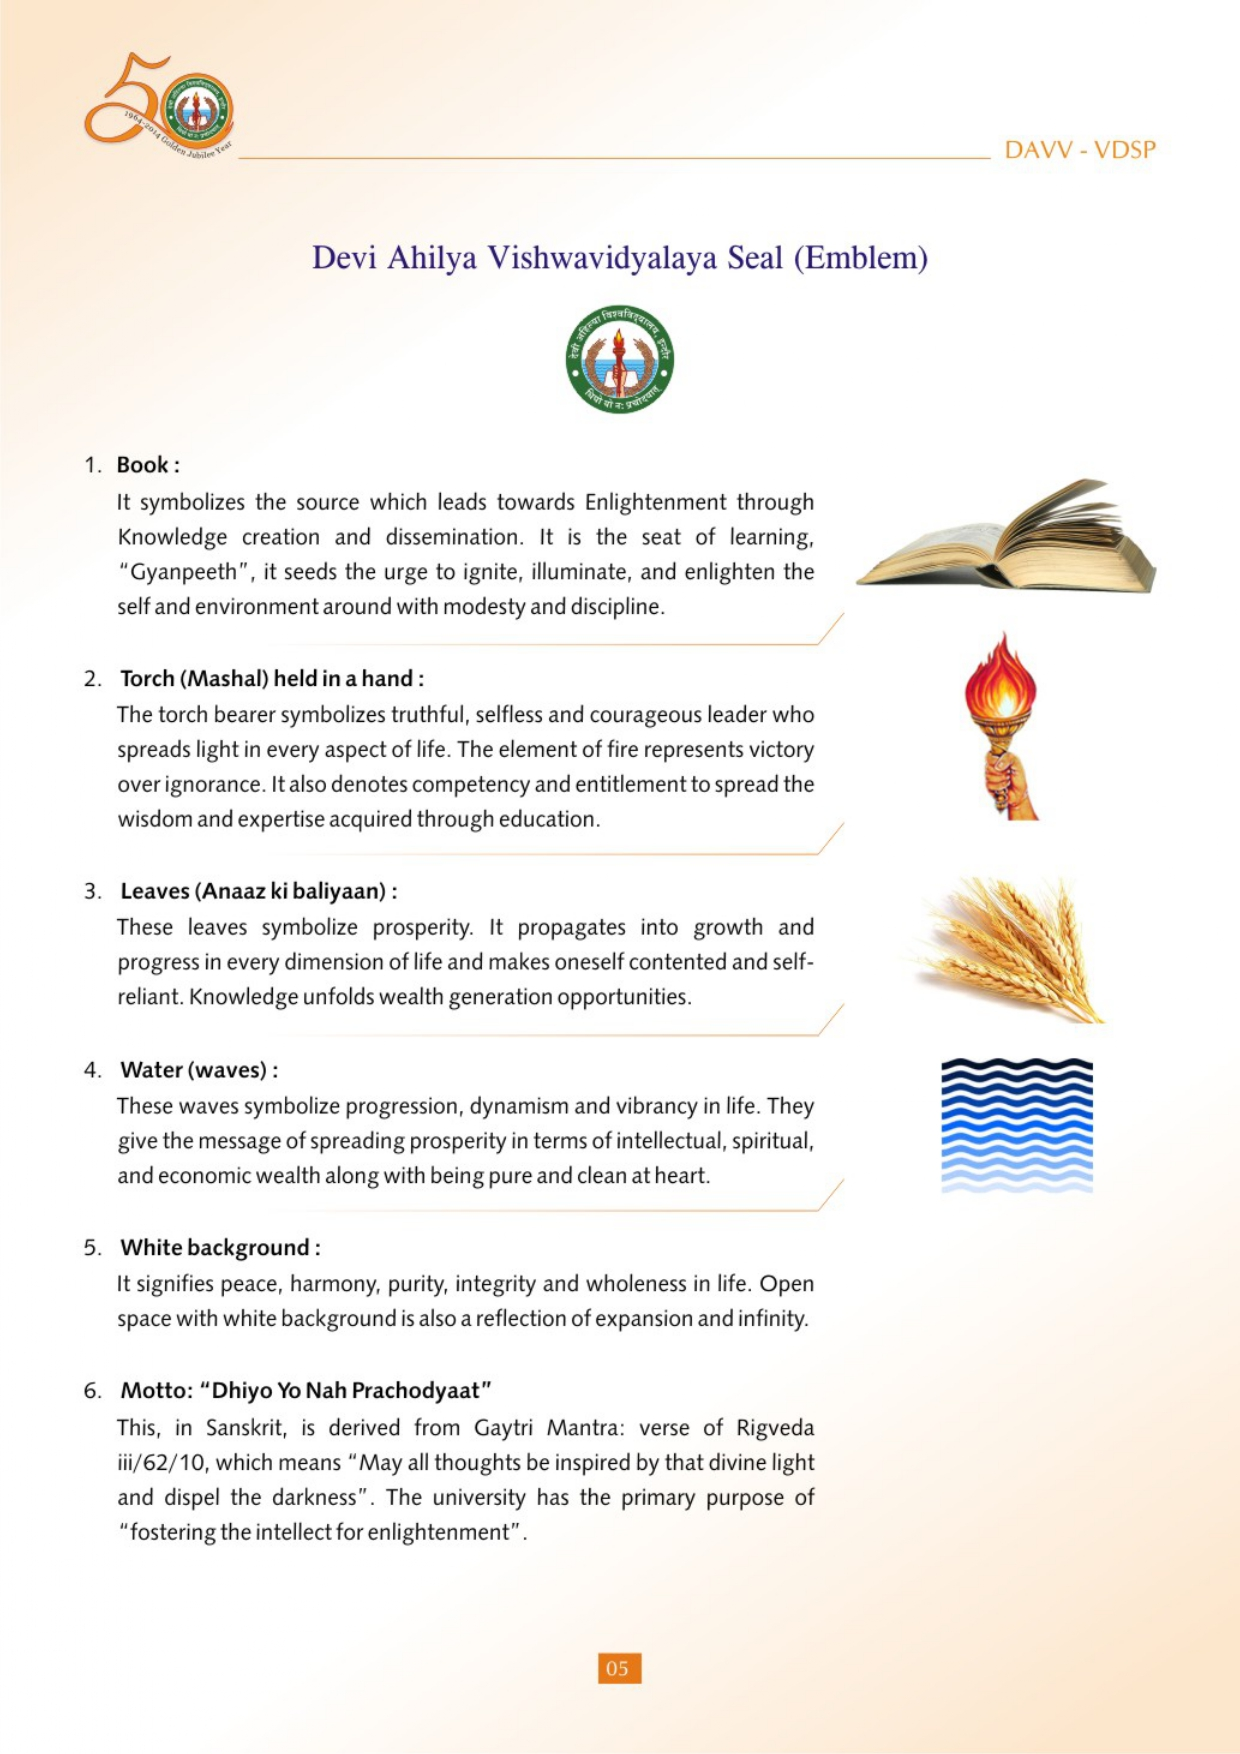 50
1964-2014 Golden Jubilee Year
DAVV - VDSP
Devi Ahilya Vishwavidyalaya Seal (Emblem)
देवी अहिल्या विश्वविद्यालय, इन्दौर
धियो यो नः प्रचोदयात्
1. Book :
It symbolizes the source which leads towards Enlightenment through
Knowledge creation and dissemination. It is the seat of learning,
“Gyanpeeth”, it seeds the urge to ignite, illuminate, and enlighten the
self and environment around with modesty and discipline.
2. Torch (Mashal) held in a hand :
The torch bearer symbolizes truthful, selfless and courageous leader who
spreads light in every aspect of life. The element of fire represents victory
over ignorance. It also denotes competency and entitlement to spread the
wisdom and expertise acquired through education.
3. Leaves (Anaaz ki baliyaan) :
These leaves symbolize prosperity. It propagates into growth and
progress in every dimension of life and makes oneself contented and self-
reliant. Knowledge unfolds wealth generation opportunities.
4. Water (waves) :
These waves symbolize progression, dynamism and vibrancy in life. They
give the message of spreading prosperity in terms of intellectual, spiritual,
and economic wealth along with being pure and clean at heart.
5. White background :
It signifies peace, harmony, purity, integrity and wholeness in life. Open
space with white background is also a reflection of expansion and infinity.
6. Motto: “Dhiyo Yo Nah Prachodyaat”
This, in Sanskrit, is derived from Gaytri Mantra: verse of Rigveda
iii/62/10, which means “May all thoughts be inspired by that divine light
and dispel the darkness”. The university has the primary purpose of
“fostering the intellect for enlightenment”.
05